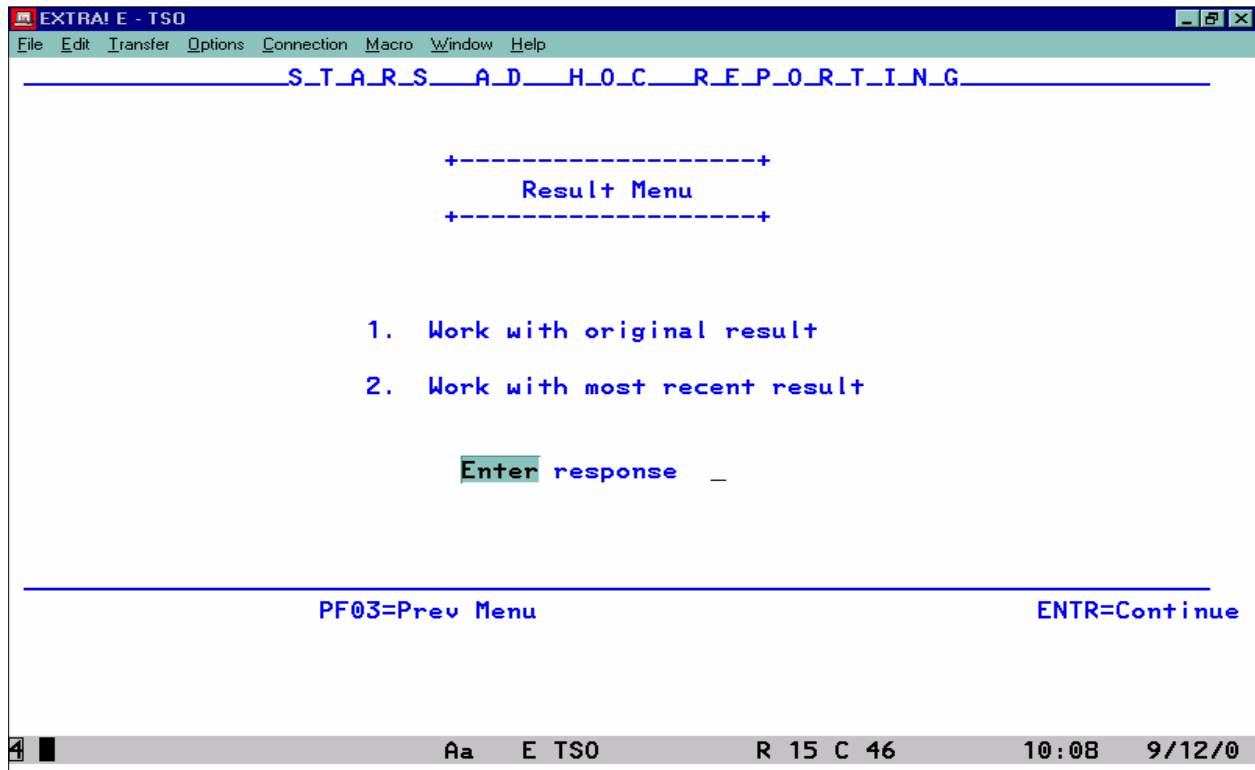 EXTRA! E - TSO
File Edit Transfer Options Connection Macro Window Help
S_T_A_R_S___A_D___H_O_C___R_E_P_O_R_T_I_N_G
+-------------------+
Result Menu
+-------------------+
1. Work with original result
2. Work with most recent result
Enter response _
PF03=Prev Menu ENTR=Continue
4 Aa E TSO R 15 C 46 10:08 9/12/0